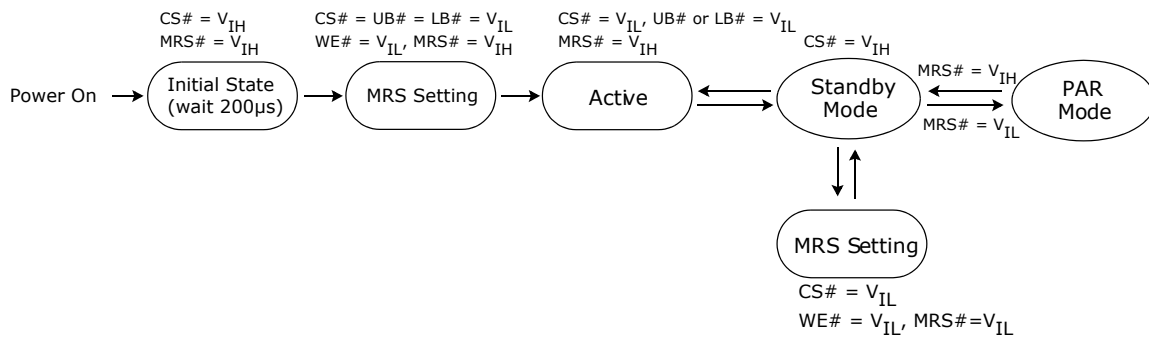 CS# = VIH
MRS# = VIH
CS# = UB# = LB# = VIL
WE# = VIL, MRS# = VIH
CS# = VIL, UB# or LB# = VIL
MRS# = VIH
CS# = VIH
Power On
Initial State
(wait 200µs)
MRS Setting
Active
Standby
Mode
MRS# = VIH
MRS# = VIL
PAR
Mode
MRS Setting
CS# = VIL
WE# = VIL, MRS#=VIL